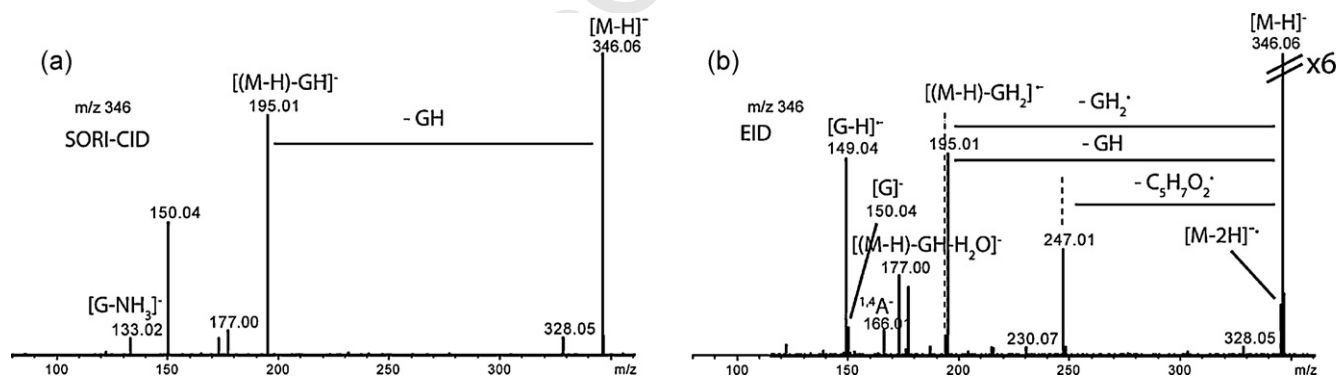 (a)
[M-H]⁻
346.06
[(M-H)-GH]⁻
195.01
m/z 346
SORI-CID
- GH
150.04
[G-NH₃]⁻
133.02
177.00
328.05
100 150 200 250 300 m/z
(b)
[M-H]⁻
346.06
x6
m/z 346
EID
[(M-H)-GH₂]•⁻
- GH₂•
[G-H]•⁻
149.04
195.01
- GH
[G]⁻
150.04
- C₅H₇O₂•
[(M-H)-GH-H₂O]⁻
177.00
247.01
[M-2H]⁻•
¹,⁴A⁻
166.01
230.07
328.05
100 150 200 250 300 m/z